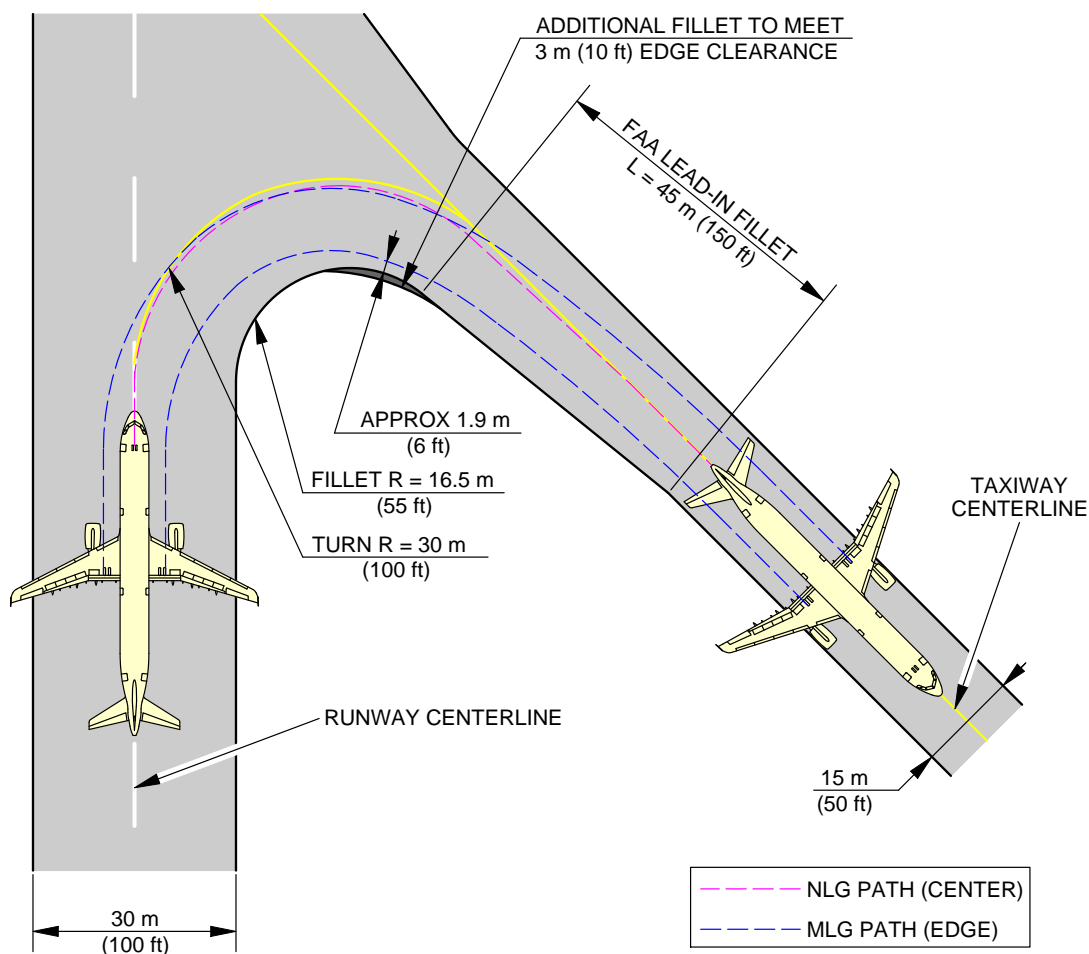 ADDITIONAL FILLET TO MEET
3 m (10 ft) EDGE CLEARANCE
FAA LEAD-IN FILLET
L = 45 m (150 ft)
APPROX 1.9 m
(6 ft)
FILLET R = 16.5 m
(55 ft)
TURN R = 30 m
(100 ft)
TAXIWAY
CENTERLINE
RUNWAY CENTERLINE
15 m
(50 ft)
30 m
(100 ft)
NLG PATH (CENTER)
MLG PATH (EDGE)